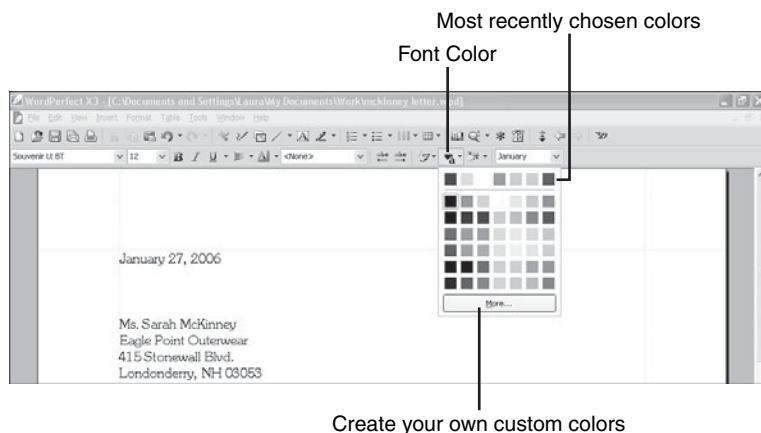 Most recently chosen colors
Font Color
WordPerfect X3 - [C:\Documents and Settings\Laura\My Documents\Work\mckinney letter.wpd]
File Edit View Insert Format Table Tools Window Help
Souvenir Lt BT 12 B I U <None> abc abc January
January 27, 2006
More...
Ms. Sarah McKinney
Eagle Point Outerwear
415 Stonewall Blvd.
Londonderry, NH 03053
Create your own custom colors